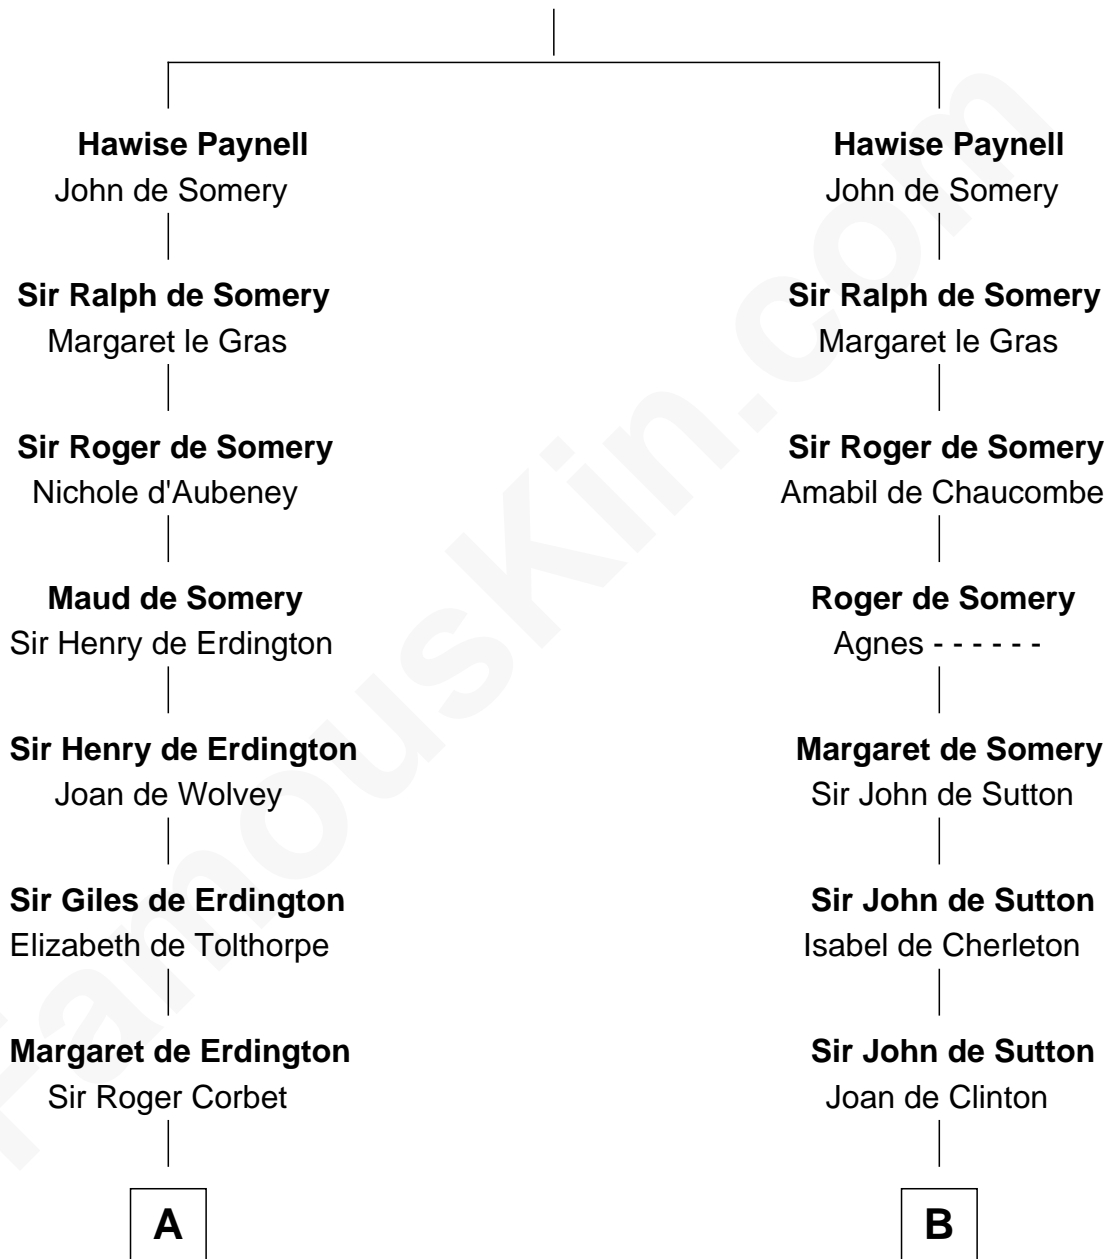 Hawise Paynell
John de Somery
Sir Ralph de Somery
Margaret le Gras
Sir Roger de Somery
Nichole d'Aubeney
Maud de Somery
Sir Henry de Erdington
Sir Henry de Erdington
Joan de Wolvey
Sir Giles de Erdington
Elizabeth de Tolthorpe
Margaret de Erdington
Sir Roger Corbet
A
Hawise Paynell
John de Somery
Sir Ralph de Somery
Margaret le Gras
Sir Roger de Somery
Amabil de Chaucombe
Roger de Somery
Agnes - - - - - -
Margaret de Somery
Sir John de Sutton
Sir John de Sutton
Isabel de Cherleton
Sir John de Sutton
Joan de Clinton
B
FamousKin.com